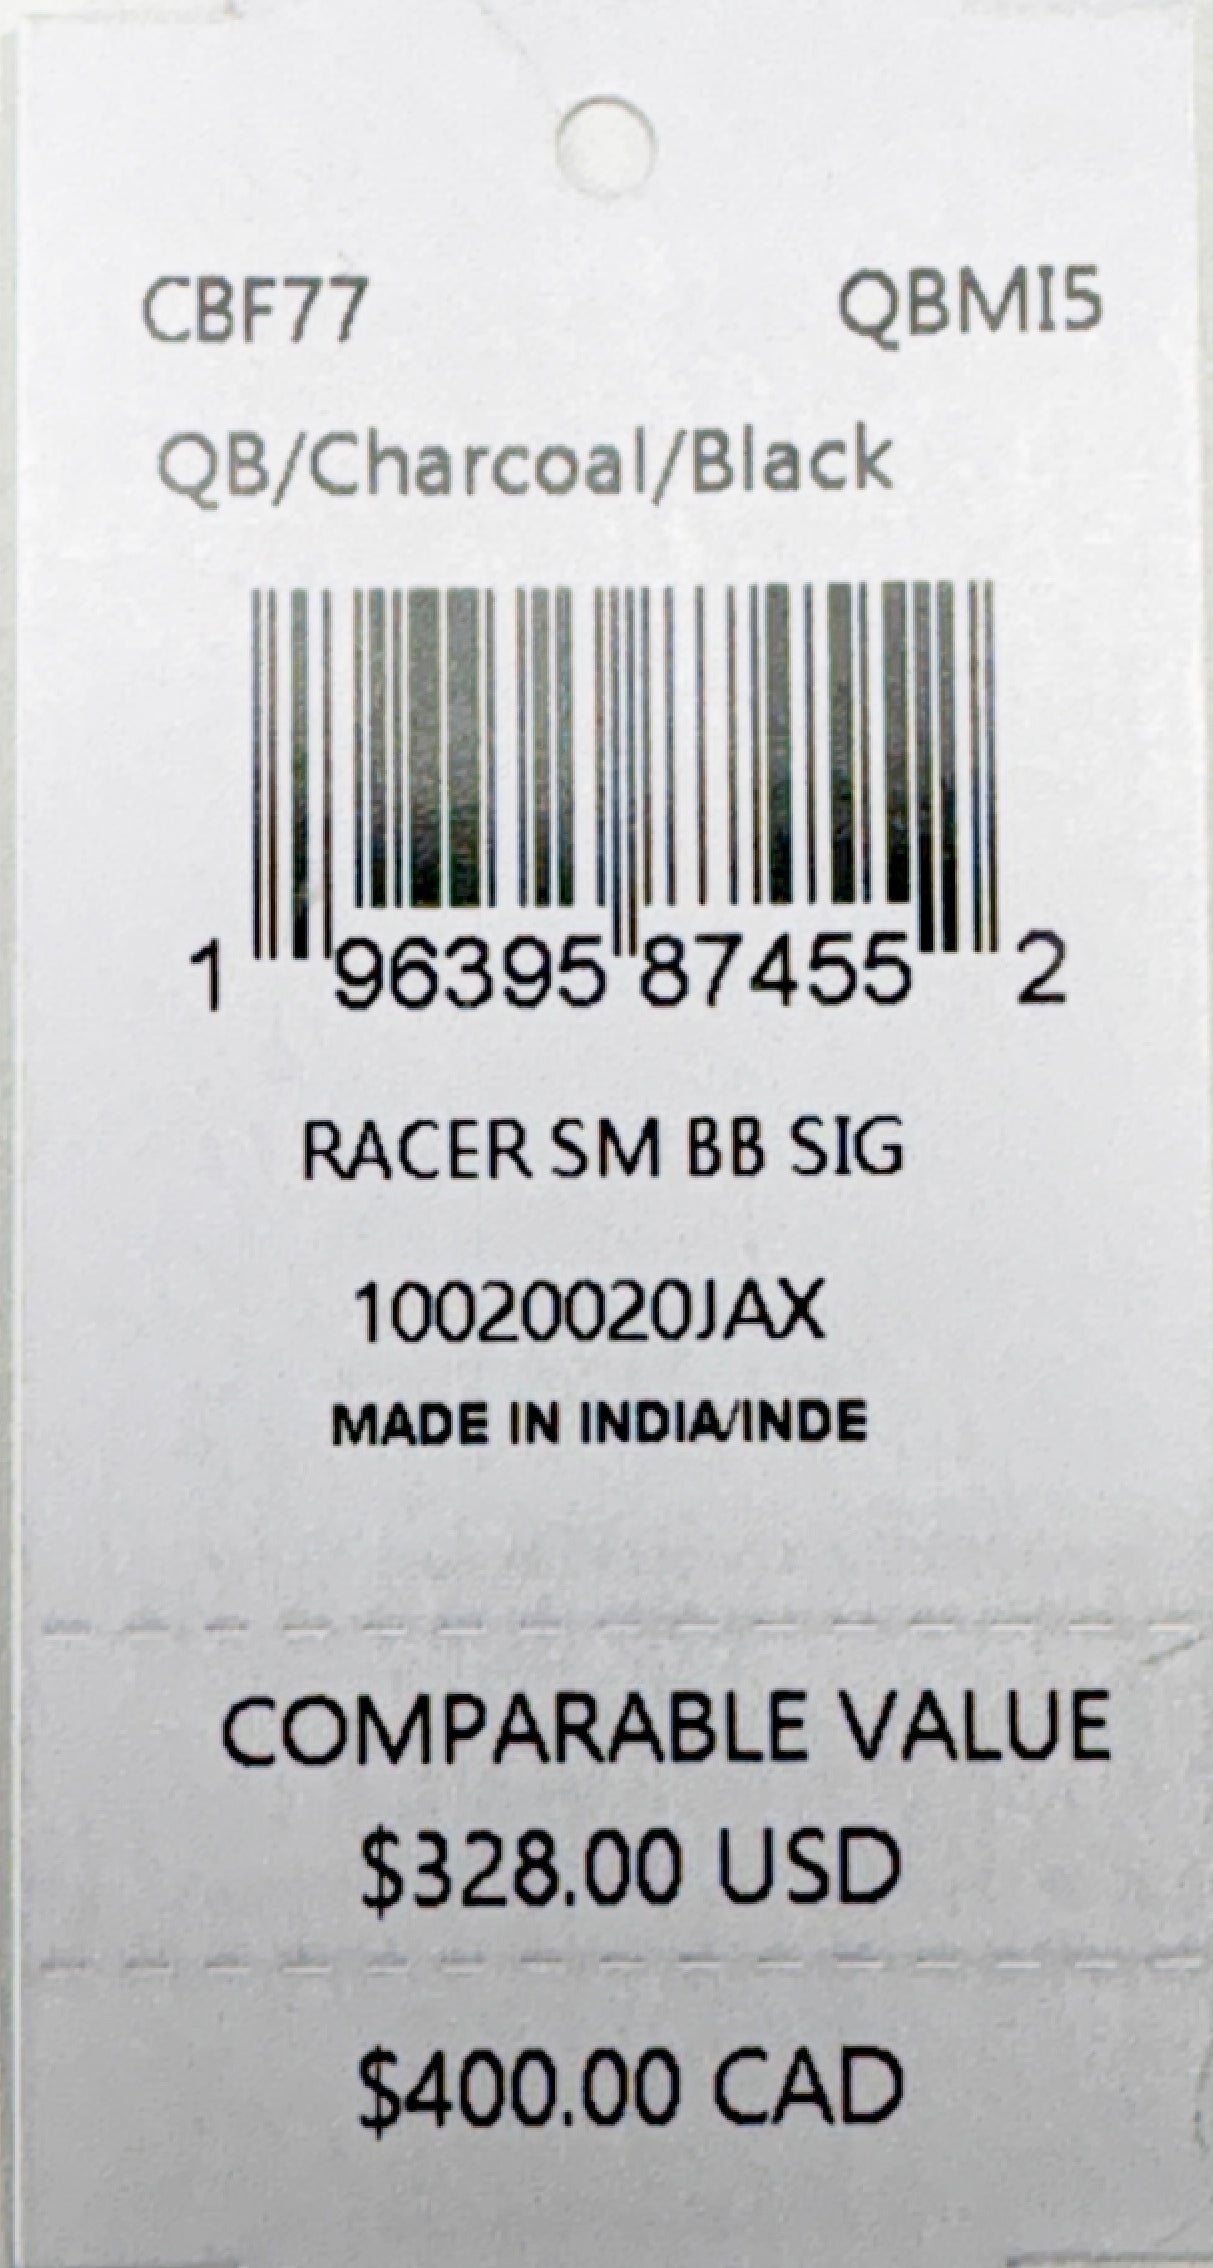 CBF77 QBMI5
QB/Charcoal/Black
1 96395 87455 2
RACER SM BB SIG
10020020JAX
MADE IN INDIA/INDE
COMPARABLE VALUE
$328.00 USD
$400.00 CAD